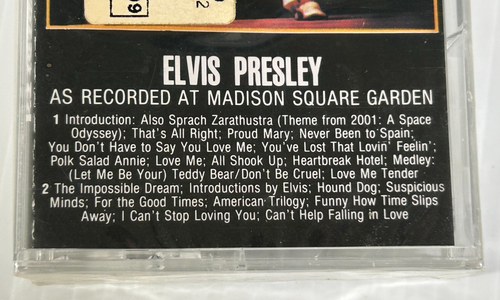 2
09
ELVIS PRESLEY
AS RECORDED AT MADISON SQUARE GARDEN
1 Introduction: Also Sprach Zarathustra (Theme from 2001: A Space
Odyssey); That's All Right; Proud Mary; Never Been to Spain;
You Don't Have to Say You Love Me; You've Lost That Lovin' Feelin';
Polk Salad Annie; Love Me; All Shook Up; Heartbreak Hotel; Medley:
(Let Me Be Your) Teddy Bear/Don't Be Cruel; Love Me Tender
2 The Impossible Dream; Introductions by Elvis; Hound Dog; Suspicious
Minds; For the Good Times; American Trilogy; Funny How Time Slips
Away; I Can't Stop Loving You; Can't Help Falling in Love